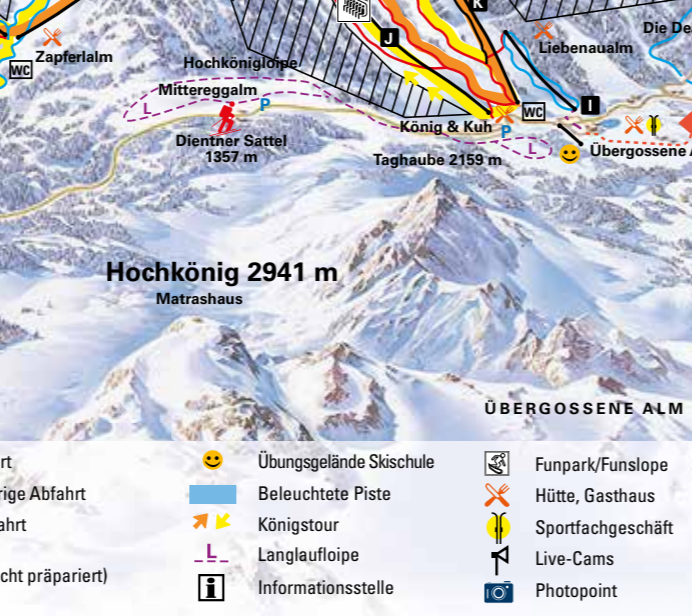 K
Die De
J
Liebenaualm
Zapferlalm
WC
Hochkönigloipe
Mittereggalm
L
P
I
WC
König & Kuh
P
Dientner Sattel
1357 m
Taghaube 2159 m
L
Übergossene A
Hochkönig 2941 m
Matrashaus
ÜBERGOSSENE ALM
rt
rige Abfahrt
ahrt
cht präpariert)
Übungsgelände Skischule
Beleuchtete Piste
Königstour
L Langlaufloipe
i Informationsstelle
Funpark/Funslope
Hütte, Gasthaus
Sportfachgeschäft
Live-Cams
Photopoint